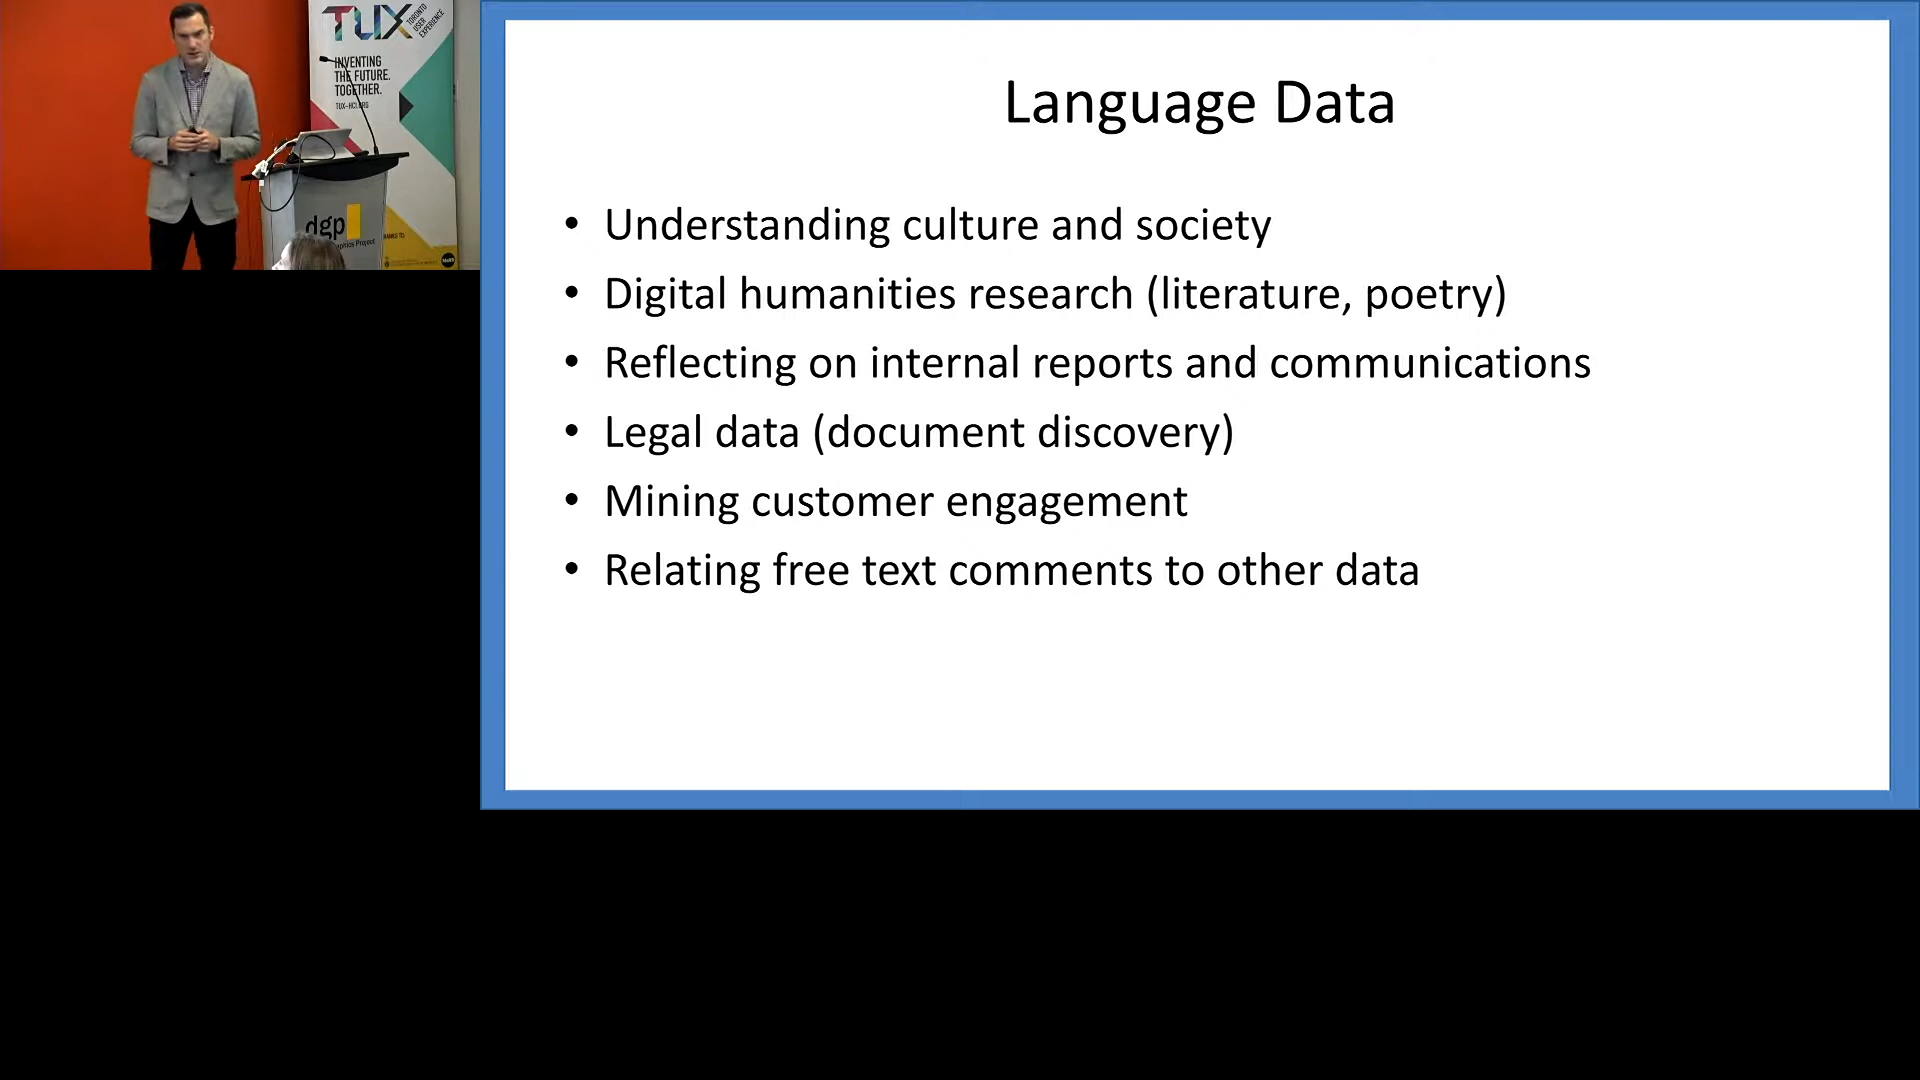 TUX
TORONTO
USER
EXPERIENCE
INVENTING
THE FUTURE.
TOGETHER.
TUX-HCI.ORG
dgp
Language Data
• Understanding culture and society
• Digital humanities research (literature, poetry)
• Reflecting on internal reports and communications
• Legal data (document discovery)
• Mining customer engagement
• Relating free text comments to other data